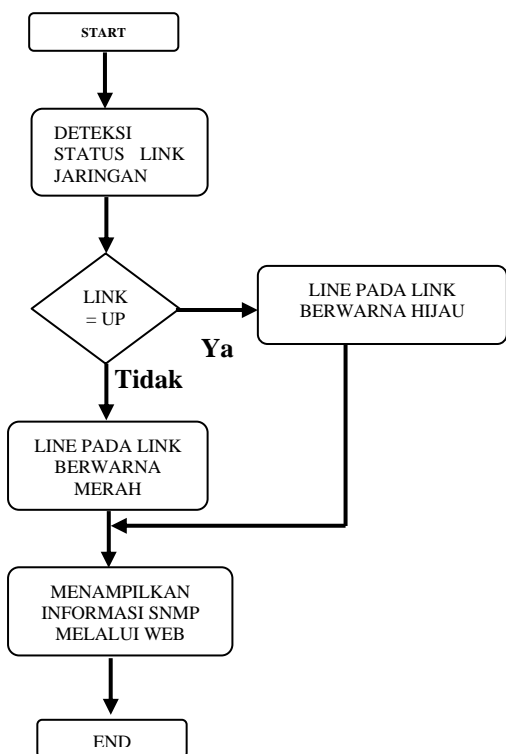 START
DETEKSI
STATUS LINK
JARINGAN
LINK
= UP
Ya
LINE PADA LINK
BERWARNA HIJAU
Tidak
LINE PADA LINK
BERWARNA
MERAH
MENAMPILKAN
INFORMASI SNMP
MELALUI WEB
END